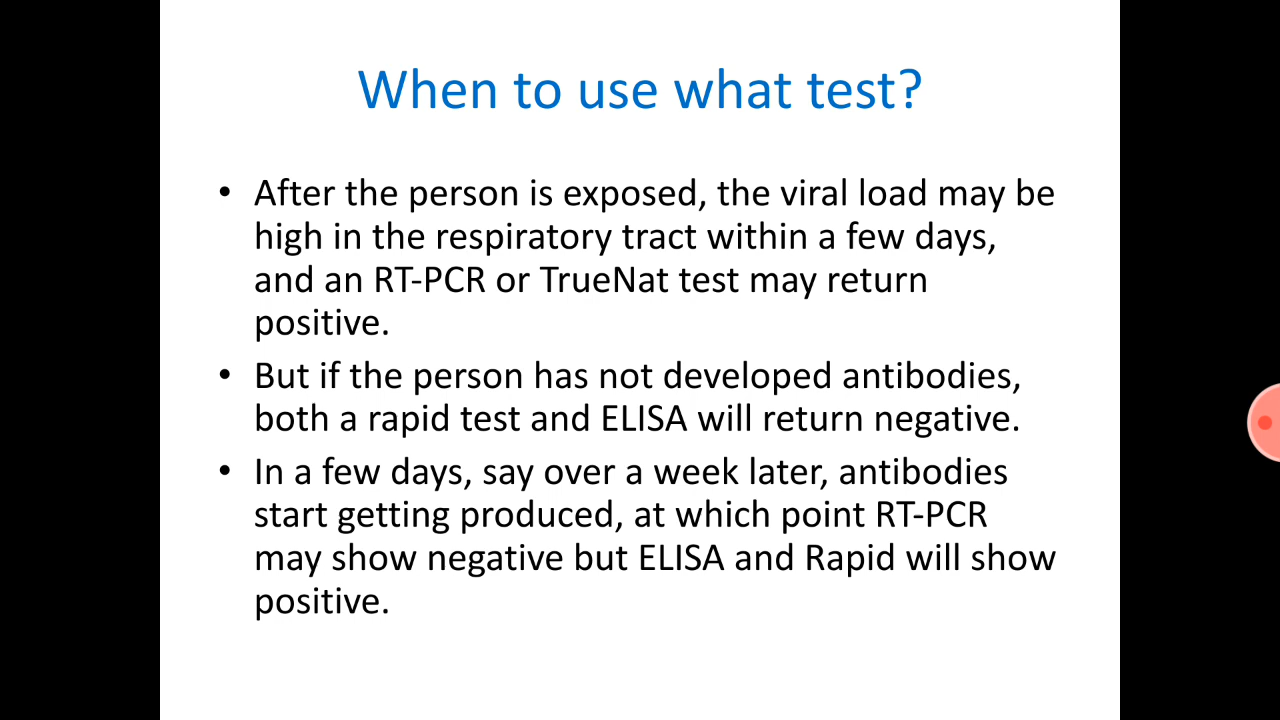 When to use what test?
• After the person is exposed, the viral load may be
high in the respiratory tract within a few days,
and an RT-PCR or TrueNat test may return
positive.
• But if the person has not developed antibodies,
both a rapid test and ELISA will return negative.
• In a few days, say over a week later, antibodies
start getting produced, at which point RT-PCR
may show negative but ELISA and Rapid will show
positive.